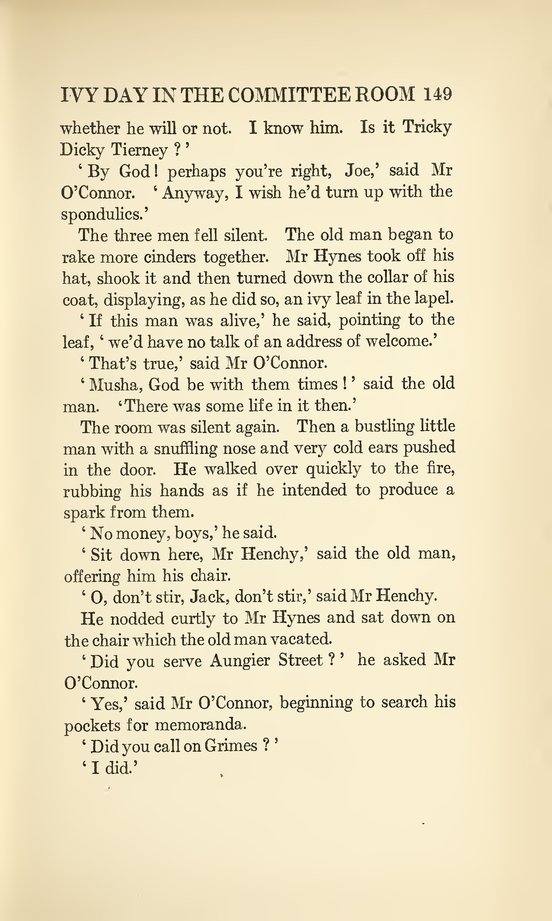 IVY DAY IN THE COMMITTEE ROOM 149
whether he will or not. I know him. Is it Tricky
Dicky Tierney ? ’
‘ By God! perhaps you’re right, Joe,’ said Mr
O’Connor. ‘ Anyway, I wish he’d turn up with the
spondulics.’
The three men fell silent. The old man began to
rake more cinders together. Mr Hynes took off his
hat, shook it and then turned down the collar of his
coat, displaying, as he did so, an ivy leaf in the lapel.
‘ If this man was alive,’ he said, pointing to the
leaf, ‘ we’d have no talk of an address of welcome.’
‘ That’s true,’ said Mr O’Connor.
‘ Musha, God be with them times ! ’ said the old
man. ‘There was some life in it then.’
The room was silent again. Then a bustling little
man with a snuffling nose and very cold ears pushed
in the door. He walked over quickly to the fire,
rubbing his hands as if he intended to produce a
spark from them.
‘ No money, boys,’ he said.
‘ Sit down here, Mr Henchy,’ said the old man,
offering him his chair.
‘ O, don’t stir, Jack, don’t stir,’ said Mr Henchy.
He nodded curtly to Mr Hynes and sat down on
the chair which the old man vacated.
‘ Did you serve Aungier Street ? ’ he asked Mr
O’Connor.
‘ Yes,’ said Mr O’Connor, beginning to search his
pockets for memoranda.
‘ Did you call on Grimes ? ’
‘ I did.’